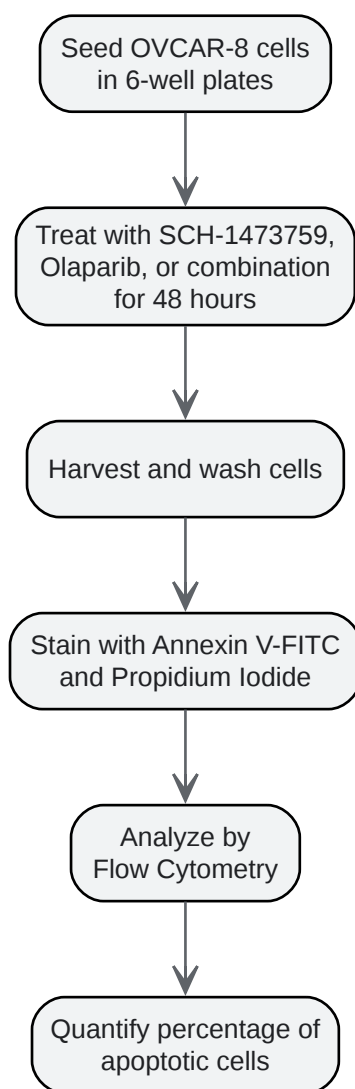 Seed OVCAR-8 cells
in 6-well plates
Treat with SCH-1473759,
Olaparib, or combination
for 48 hours
Harvest and wash cells
Stain with Annexin V-FITC
and Propidium Iodide
Analyze by
Flow Cytometry
Quantify percentage of
apoptotic cells